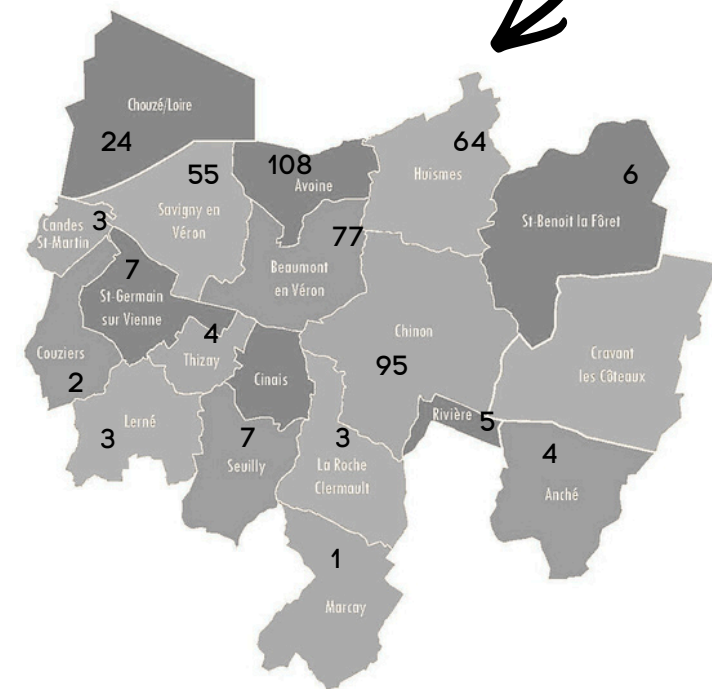 Chouzé/Loire
24
55
Savigny en
Véron
108
Avoine
64
Huismes
6
St-Benoit la Fôret
3
Candes
St-Martin
77
Beaumont
en Véron
7
St-Germain
sur Vienne
4
Thizay
Couziers
2
Chinon
95
Cravant
les Côteaux
Cinais
Rivière
5
Lerné
3
7
Seuilly
3
La Roche
Clermault
4
Anché
1
Marcay